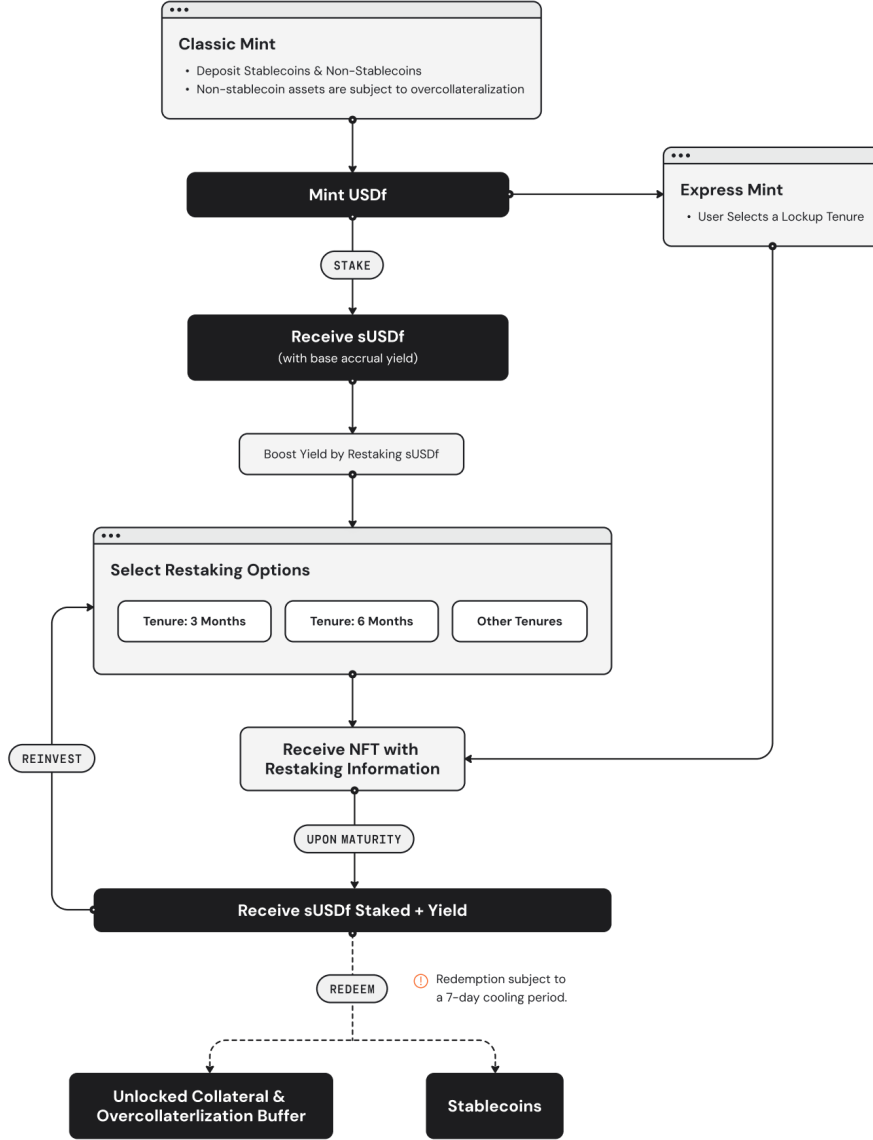 Classic Mint
• Deposit Stablecoins & Non-Stablecoins
• Non-stablecoin assets are subject to overcollateralization
Mint USDf
Express Mint
• User Selects a Lockup Tenure
STAKE
Receive sUSDf
(with base accrual yield)
Boost Yield by Restaking sUSDf
Select Restaking Options
Tenure: 3 Months
Tenure: 6 Months
Other Tenures
Receive NFT with
Restaking Information
REINVEST
UPON MATURITY
Receive sUSDf Staked + Yield
REDEEM
Redemption subject to
a 7-day cooling period.
Unlocked Collateral &
Overcollaterlization Buffer
Stablecoins